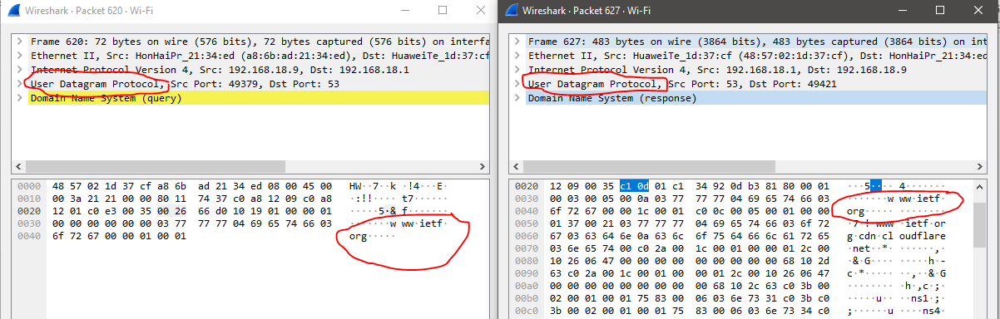 Wireshark · Packet 620 · Wi-Fi
Frame 620: 72 bytes on wire (576 bits), 72 bytes captured (576 bits) on interfa
Ethernet II, Src: HonHaiPr_21:34:ed (a8:6b:ad:21:34:ed), Dst: HuaweiTe_1d:37:cf
Internet Protocol Version 4, Src: 192.168.18.9, Dst: 192.168.18.1
User Datagram Protocol, Src Port: 49379, Dst Port: 53
Domain Name System (query)
0000 48 57 02 1d 37 cf a8 6b ad 21 34 ed 08 00 45 00 HW··7··k ·!4···E·
0010 00 3a 21 21 00 00 80 11 74 37 c0 a8 12 09 c0 a8 ·:!!···· t7······
0020 12 01 c0 e3 00 35 00 26 66 d0 10 19 01 00 00 01 ·····5·& f·······
0030 00 00 00 00 00 00 03 77 77 77 04 69 65 74 66 03 ·······w ww·ietf·
0040 6f 72 67 00 00 01 00 01 org·····
Wireshark · Packet 627 · Wi-Fi
Frame 627: 483 bytes on wire (3864 bits), 483 bytes captured (3864 bits) on int
Ethernet II, Src: HuaweiTe_1d:37:cf (48:57:02:1d:37:cf), Dst: HonHaiPr_21:34:ed
Internet Protocol Version 4, Src: 192.168.18.1, Dst: 192.168.18.9
User Datagram Protocol, Src Port: 53, Dst Port: 49421
Domain Name System (response)
0020 12 09 00 35 c1 0d 01 c1 34 92 0d b3 81 80 00 01 ···5···· 4·······
0030 00 03 00 05 00 0a 03 77 77 77 04 69 65 74 66 03 ·······w ww·ietf·
0040 6f 72 67 00 00 1c 00 01 c0 0c 00 05 00 01 00 00 org····· ········
0050 01 37 00 21 03 77 77 77 04 69 65 74 66 03 6f 72 ·7·!·www ·ietf·or
0060 67 03 63 64 6e 0a 63 6c 6f 75 64 66 6c 61 72 65 g·cdn·cl oudflare
0070 03 6e 65 74 00 c0 2a 00 1c 00 01 00 00 01 2c 00 ·net··*· ······,·
0080 10 26 06 47 00 00 00 00 00 00 00 00 00 68 10 2d ·&·G···· ·····h·-
0090 63 c0 2a 00 1c 00 01 00 00 01 2c 00 10 26 06 47 c·*····· ··,··&·G
00a0 00 00 00 00 00 00 00 00 00 68 10 2c 63 c0 3b 00 ········ ·h·,c·;·
00b0 02 00 01 00 01 75 83 00 06 03 6e 73 31 c0 3b c0 ·····u·· ··ns1·;·
00c0 3b 00 02 00 01 00 01 75 83 00 06 03 6e 73 34 c0 ;······u ····ns4·